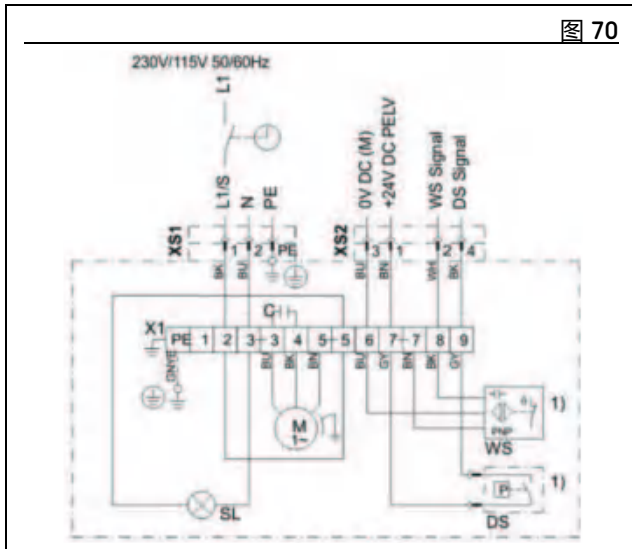 图 70
230V/115V 50/60Hz
L1
L1/S
N
PE
0V DC (M)
+24V DC PELV
WS Signal
DS Signal
XS1
1 2 PE
XS2
3 1 2 4
BK BU
BU BN
WH BK
C
X1
PE 1 2 3 3 4 5 5 6 7 7 8 9
GNYE
BU BK BN
BU GY BN BK GY
M
1~
1)
PNP
WS
P
1)
DS
SL